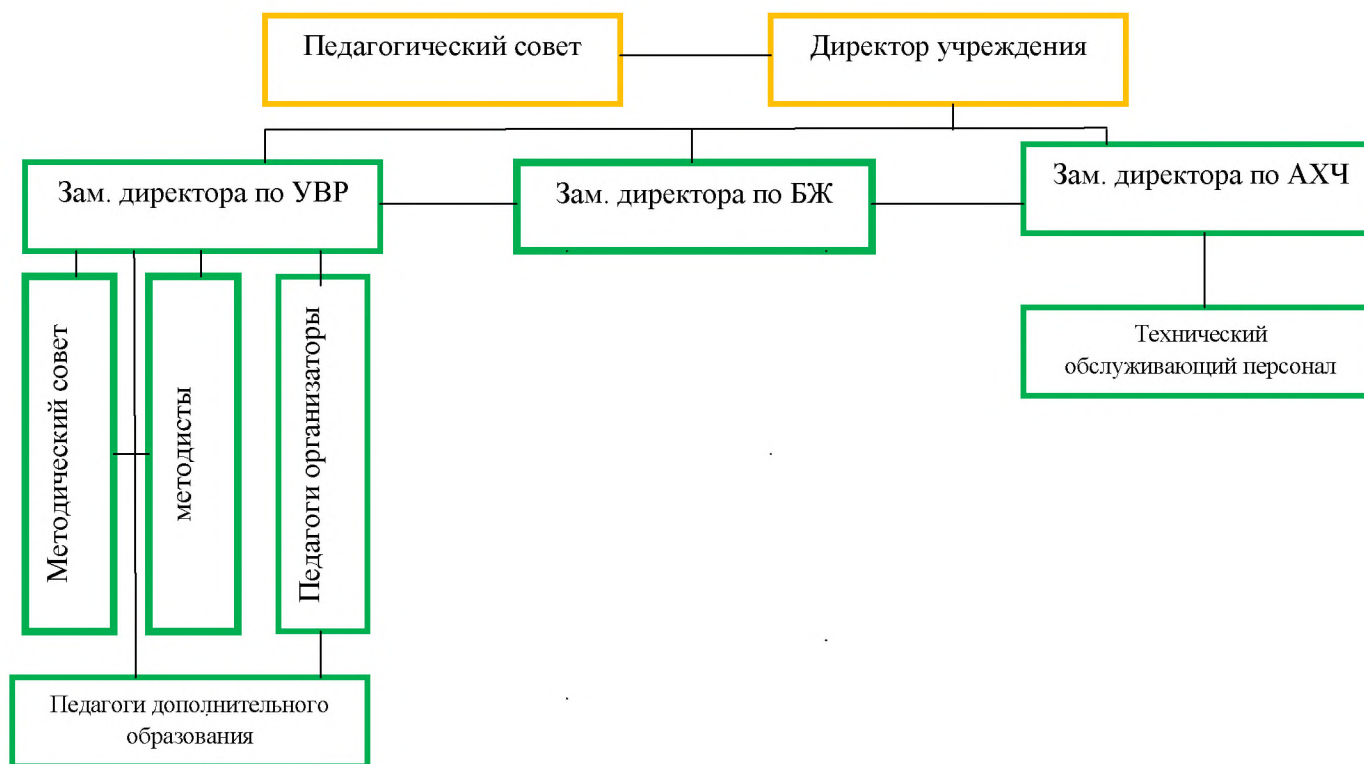 Педагогический совет
Директор учреждения
Зам. директора по УВР
Зам. директора по БЖ
Зам. директора по АХЧ
Методический совет
методисты
Педагоги организаторы
Технический
обслуживающий персонал
Педагоги дополнительного
образования